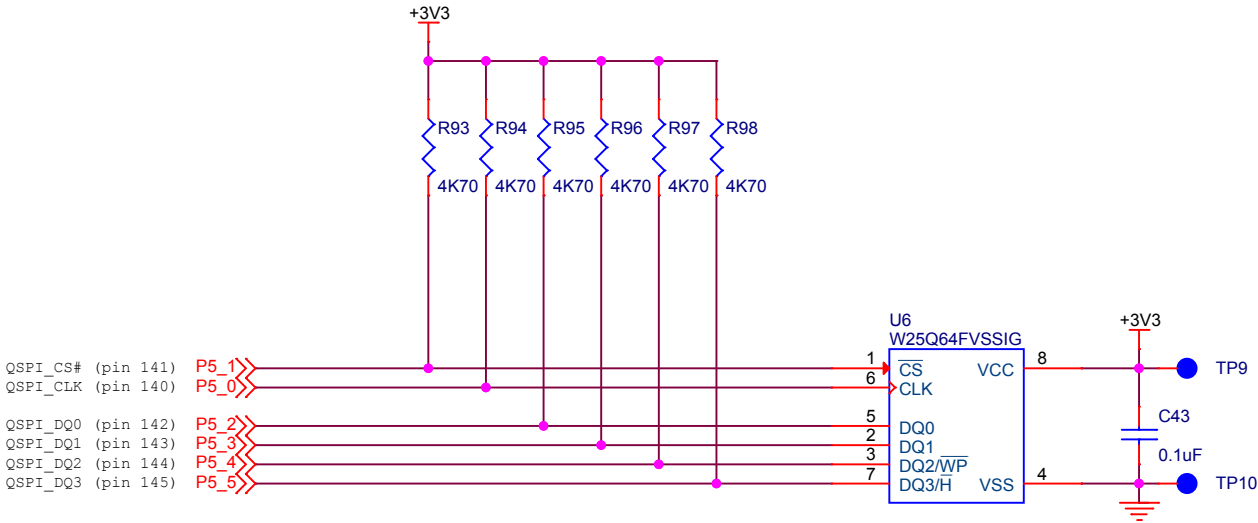 +3V3
R93 R94 R95 R96 R97 R98
4K70 4K70 4K70 4K70 4K70 4K70
U6
W25Q64FVSSIG
+3V3
QSPI_CS# (pin 141) P5_1 1 CS VCC 8 TP9
QSPI_CLK (pin 140) P5_0 6 CLK
C43
QSPI_DQ0 (pin 142) P5_2 5 DQ0
QSPI_DQ1 (pin 143) P5_3 2 DQ1
0.1uF
QSPI_DQ2 (pin 144) P5_4 3 DQ2/WP
QSPI_DQ3 (pin 145) P5_5 7 DQ3/H VSS 4 TP10